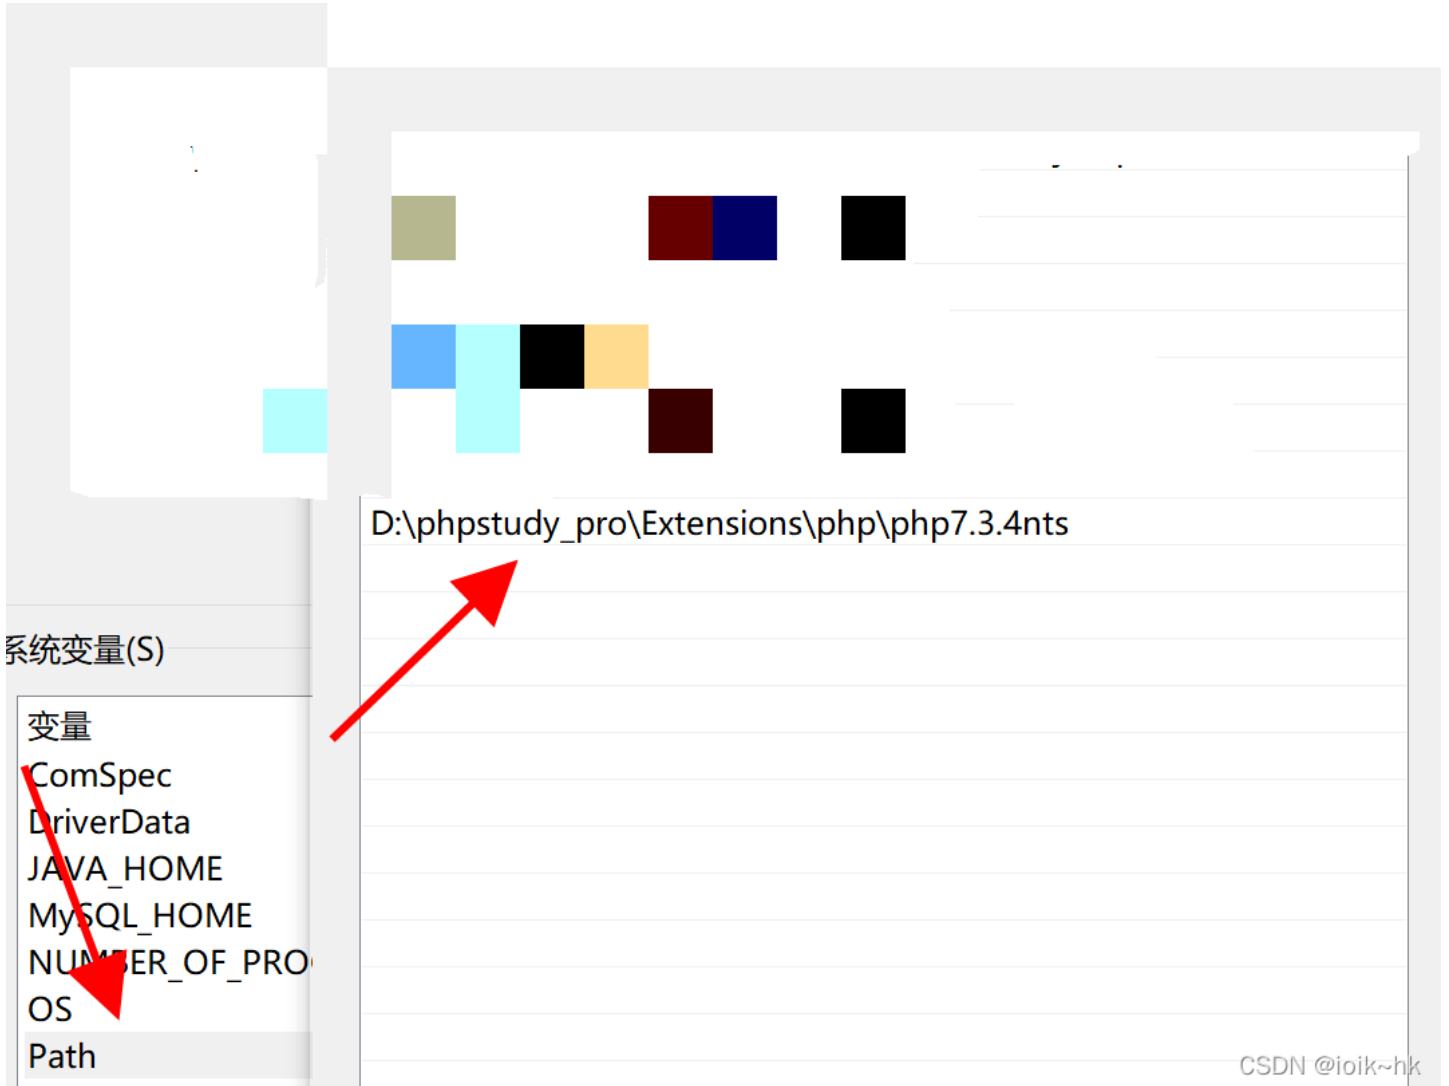 D:\phpstudy_pro\Extensions\php\php7.3.4nts
系统变量(S)
变量
ComSpec
DriverData
JAVA_HOME
MySQL_HOME
NUMBER_OF_PRO
OS
Path
CSDN @ioik~hk